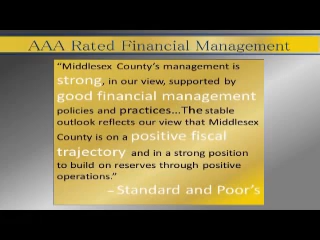 AAA Rated Financial Management
“Middlesex County’s management is
strong, in our view, supported by
good financial management
policies and practices...The stable
outlook reflects our view that Middlesex
County is on a positive fiscal
trajectory and in a strong position
to build on reserves through positive
operations.”
– Standard and Poor’s